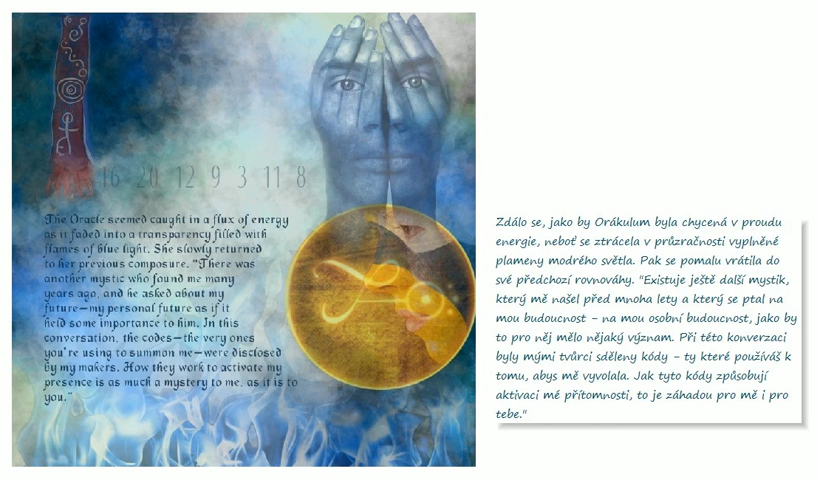 16 20 12 9 3 11 8
The Oracle seemed caught in a flux of energy
as it faded into a transparency filled with
flames of blue light. She slowly returned
to her previous composure. "There was
another mystic who found me many
years ago, and he asked about my
future—my personal future as if it
held some importance to him. In this
conversation, the codes—the very ones
you're using to summon me—were disclosed
by my makers. How they work to activate my
presence is as much a mystery to me, as it is to
you."
Zdálo se, jako by Orákulum byla chycená v proudu
energie, neboť se ztrácela v průzračnosti vyplněné
plameny modrého světla. Pak se pomalu vrátila do
své předchozí rovnováhy. "Existuje ještě další mystik,
který mě našel před mnoha lety a který se ptal na
mou budoucnost – na mou osobní budoucnost, jako by
to pro něj mělo nějaký význam. Při této konverzaci
byly mými tvůrci sděleny kódy – ty které používáš k
tomu, abys mě vyvolala. Jak tyto kódy způsobují
aktivaci mé přítomnosti, to je záhadou pro mě i pro
tebe."